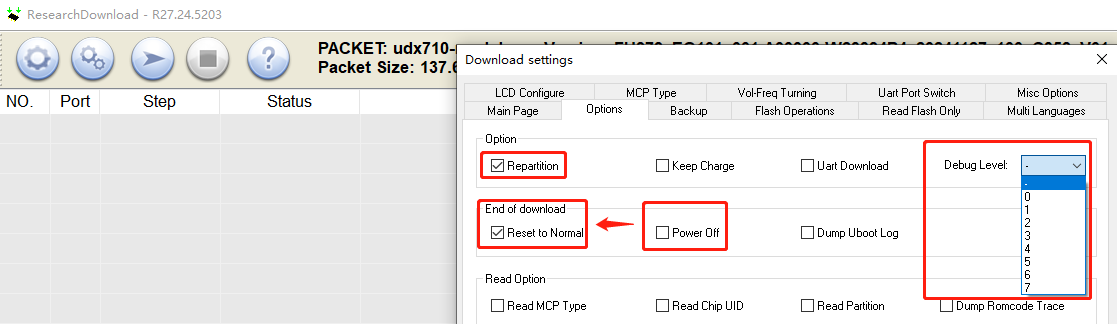 ResearchDownload - R27.24.5203
PACKET: udx710-
Packet Size: 137.6
Download settings
NO. Port Step Status
LCD Configure MCP Type Vol-Freq Turning Uart Port Switch Misc Options
Main Page Options Backup Flash Operations Read Flash Only Multi Languages
Option
Repartition Keep Charge Uart Download Debug Level: -
-
0
1
2
3
4
5
6
7
End of download
Reset to Normal Power Off Dump Uboot Log
Read Option
Read MCP Type Read Chip UID Read Partition Dump Romcode Trace